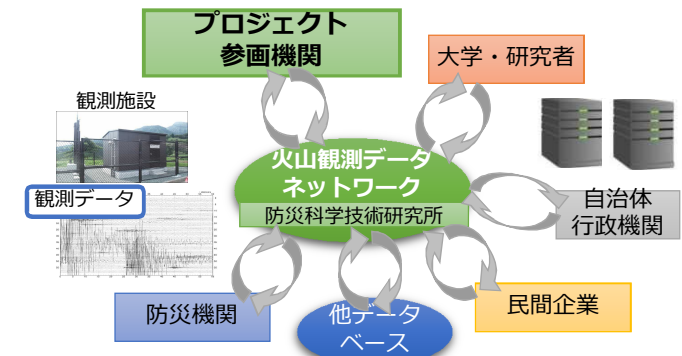 プロジェクト
参画機関
大学・研究者
観測施設
火山観測データ
ネットワーク
防災科学技術研究所
観測データ
自治体
行政機関
防災機関
他データ
ベース
民間企業